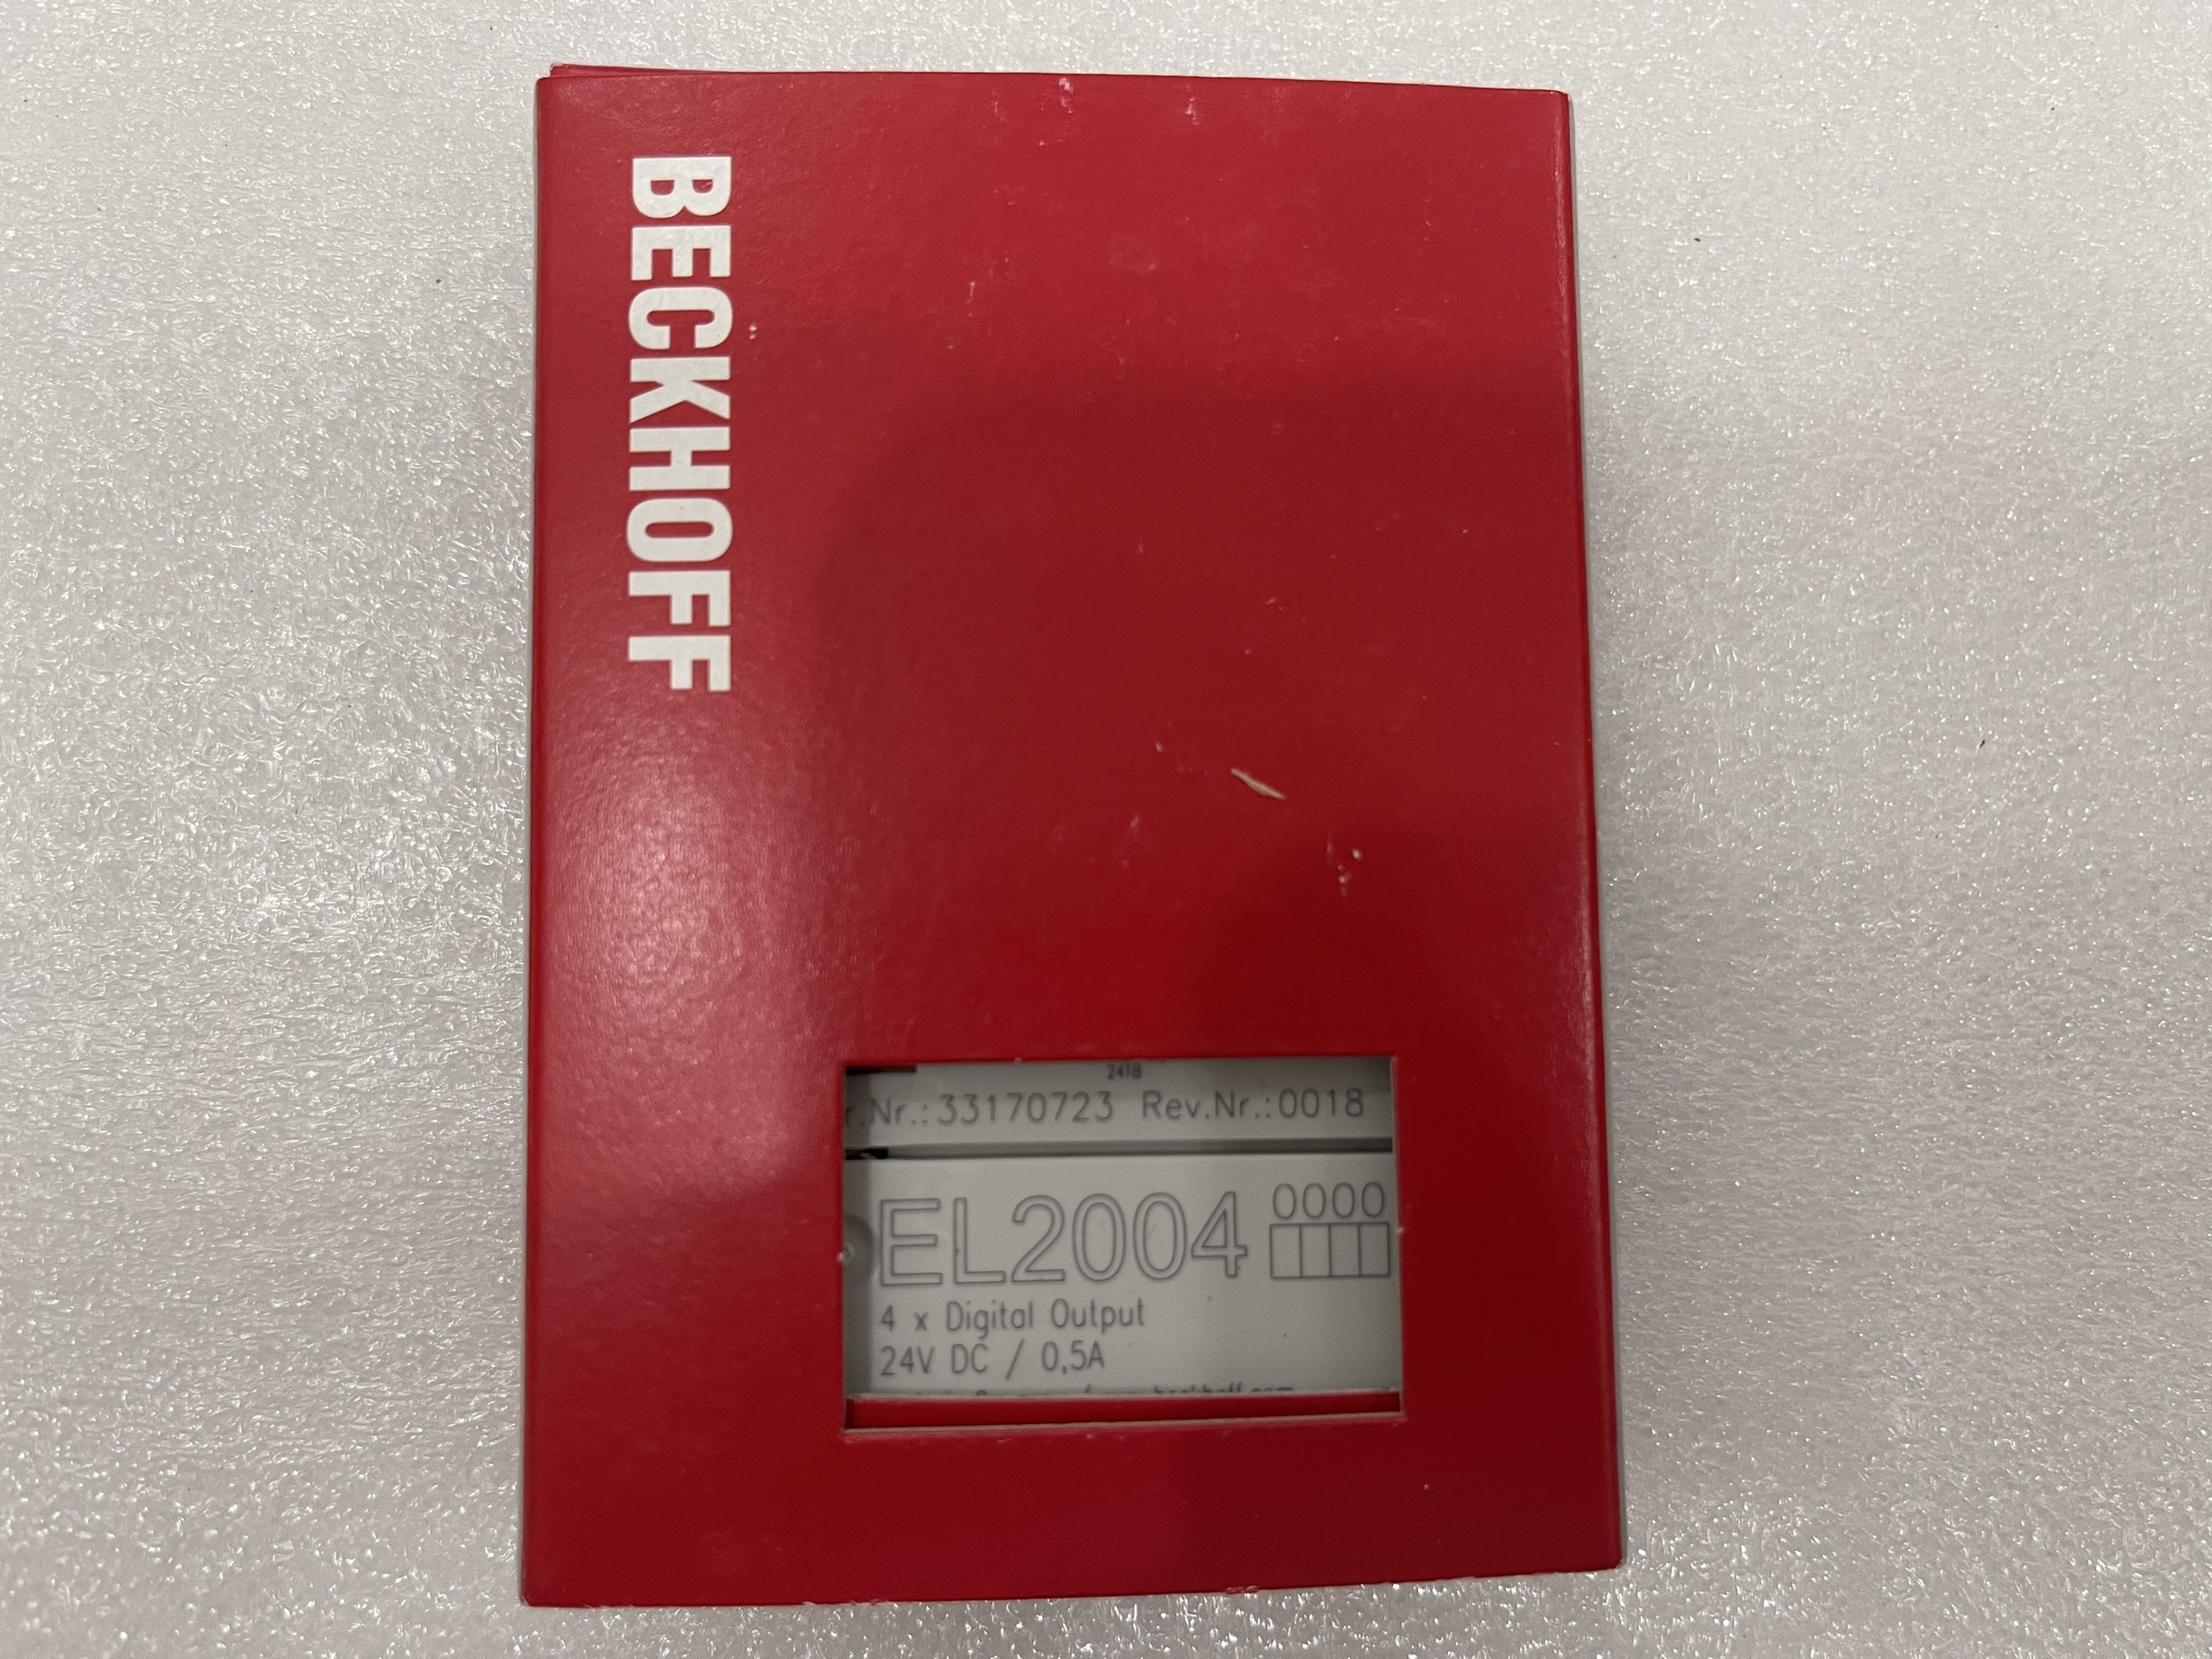 BECKHOFF
2418
r.Nr.:33170723 Rev.Nr.:0018
EL2004 0000
4 x Digital Output
24V DC / 0,5A